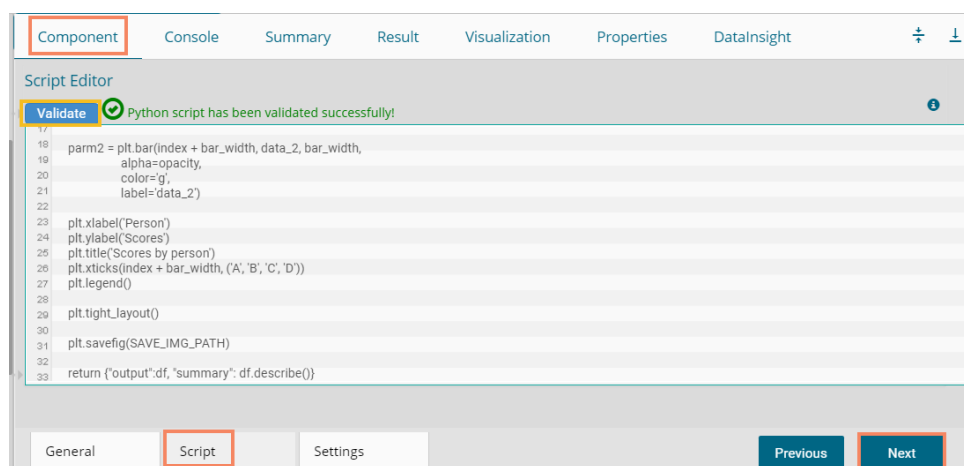 Component Console Summary Result Visualization Properties DataInsight
Script Editor
Validate Python script has been validated successfully!
17
18 parm2 = plt.bar(index + bar_width, data_2, bar_width,
19 alpha=opacity,
20 color='g',
21 label='data_2')
22
23 plt.xlabel('Person')
24 plt.ylabel('Scores')
25 plt.title('Scores by person')
26 plt.xticks(index + bar_width, ('A', 'B', 'C', 'D'))
27 plt.legend()
28
29 plt.tight_layout()
30
31 plt.savefig(SAVE_IMG_PATH)
32
33 return {"output":df, "summary": df.describe()}
General Script Settings Previous Next